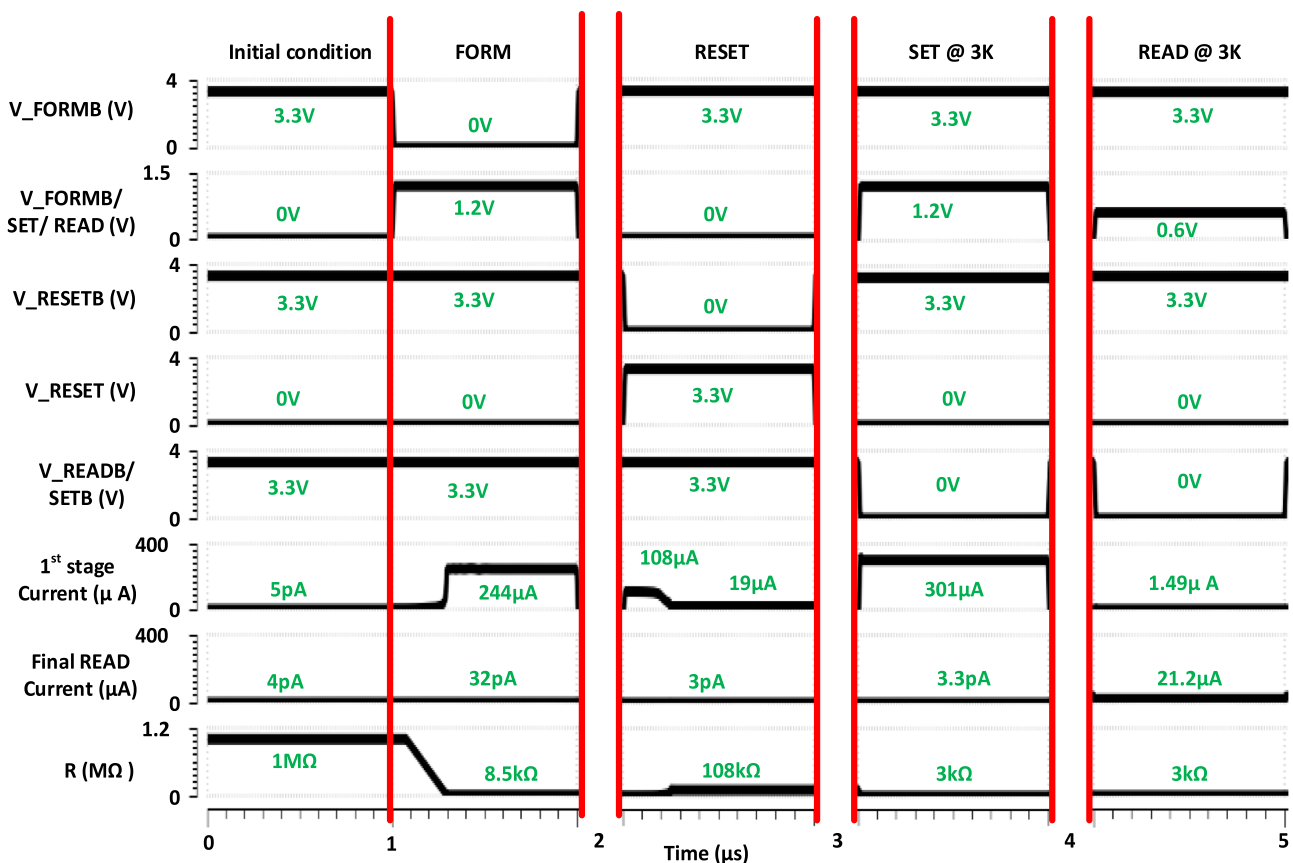 Initial condition FORM RESET SET @ 3K READ @ 3K
V_FORMB (V) 4 0 3.3V 0V 3.3V 3.3V 3.3V
V_FORMB/
SET/ READ (V) 1.5 0 0V 1.2V 0V 1.2V 0.6V
V_RESETB (V) 4 0 3.3V 3.3V 0V 3.3V 3.3V
V_RESET (V) 4 0 0V 0V 3.3V 0V 0V
V_READB/
SETB (V) 4 0 3.3V 3.3V 3.3V 0V 0V
1st stage
Current (μ A) 400 0 5pA 244μA 108μA 19μA 301μA 1.49μ A
Final READ
Current (μA) 400 0 4pA 32pA 3pA 3.3pA 21.2μA
R (MΩ ) 1.2 0 1MΩ 8.5kΩ 108kΩ 3kΩ 3kΩ
0 1 2 3 4 5
Time (μs)